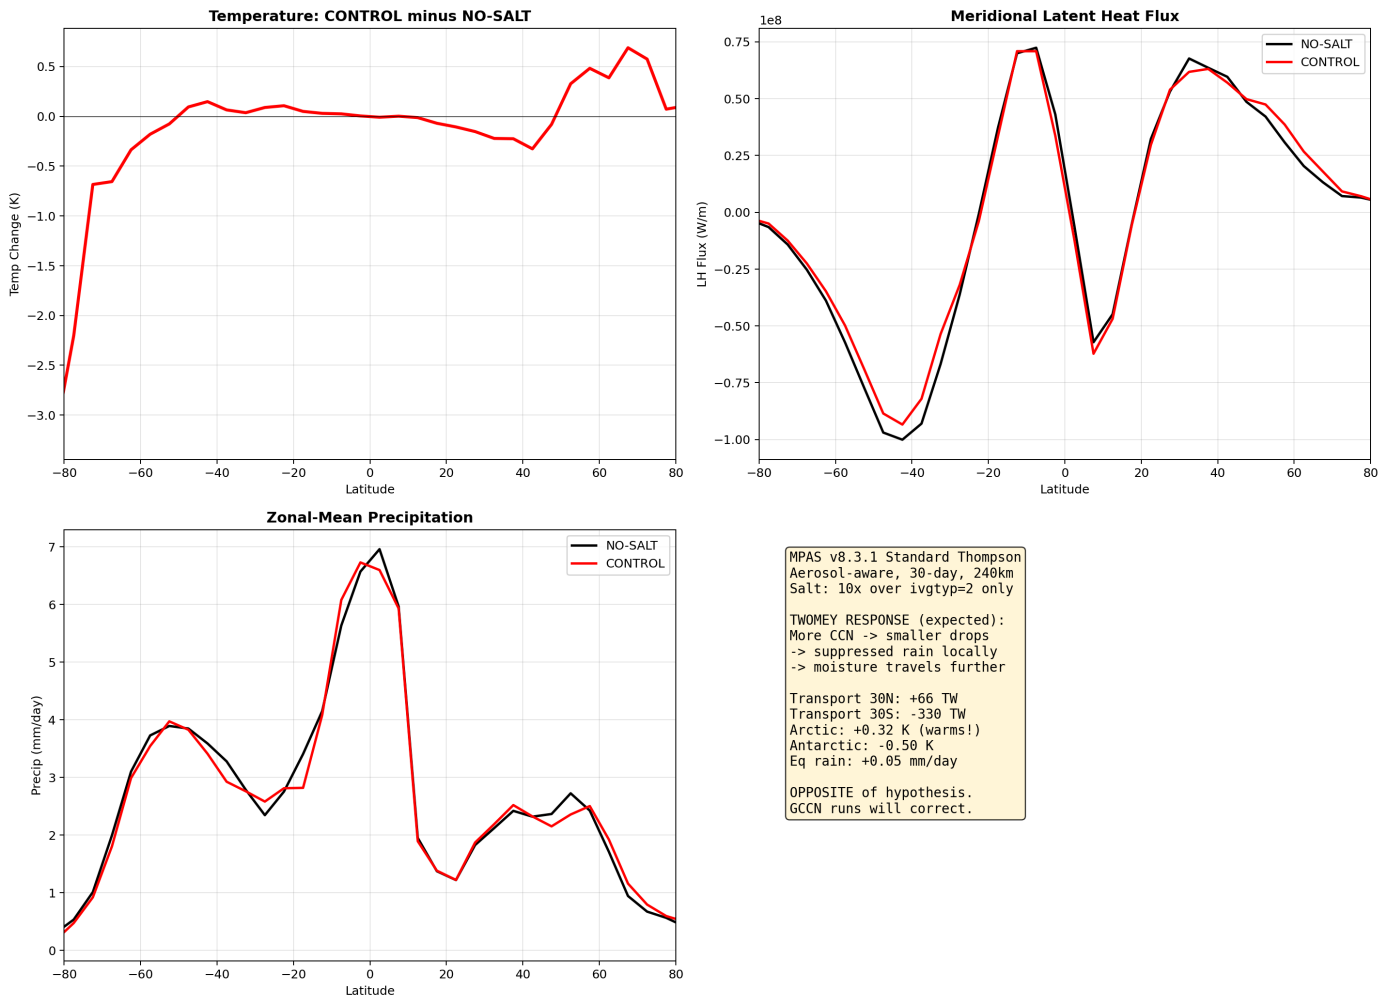 Temperature: CONTROL minus NO-SALT
Temp Change (K)
0.5
0.0
−0.5
−1.0
−1.5
−2.0
−2.5
−3.0
−80 −60 −40 −20 0 20 40 60 80
Latitude
Meridional Latent Heat Flux
1e8
NO-SALT
CONTROL
LH Flux (W/m)
0.75
0.50
0.25
0.00
−0.25
−0.50
−0.75
−1.00
−80 −60 −40 −20 0 20 40 60 80
Latitude
Zonal-Mean Precipitation
NO-SALT
CONTROL
Precip (mm/day)
7
6
5
4
3
2
1
0
−80 −60 −40 −20 0 20 40 60 80
Latitude
MPAS v8.3.1 Standard Thompson
Aerosol-aware, 30-day, 240km
Salt: 10x over ivgtyp=2 only
TWOMEY RESPONSE (expected):
More CCN -> smaller drops
-> suppressed rain locally
-> moisture travels further
Transport 30N: +66 TW
Transport 30S: -330 TW
Arctic: +0.32 K (warms!)
Antarctic: -0.50 K
Eq rain: +0.05 mm/day
OPPOSITE of hypothesis.
GCCN runs will correct.